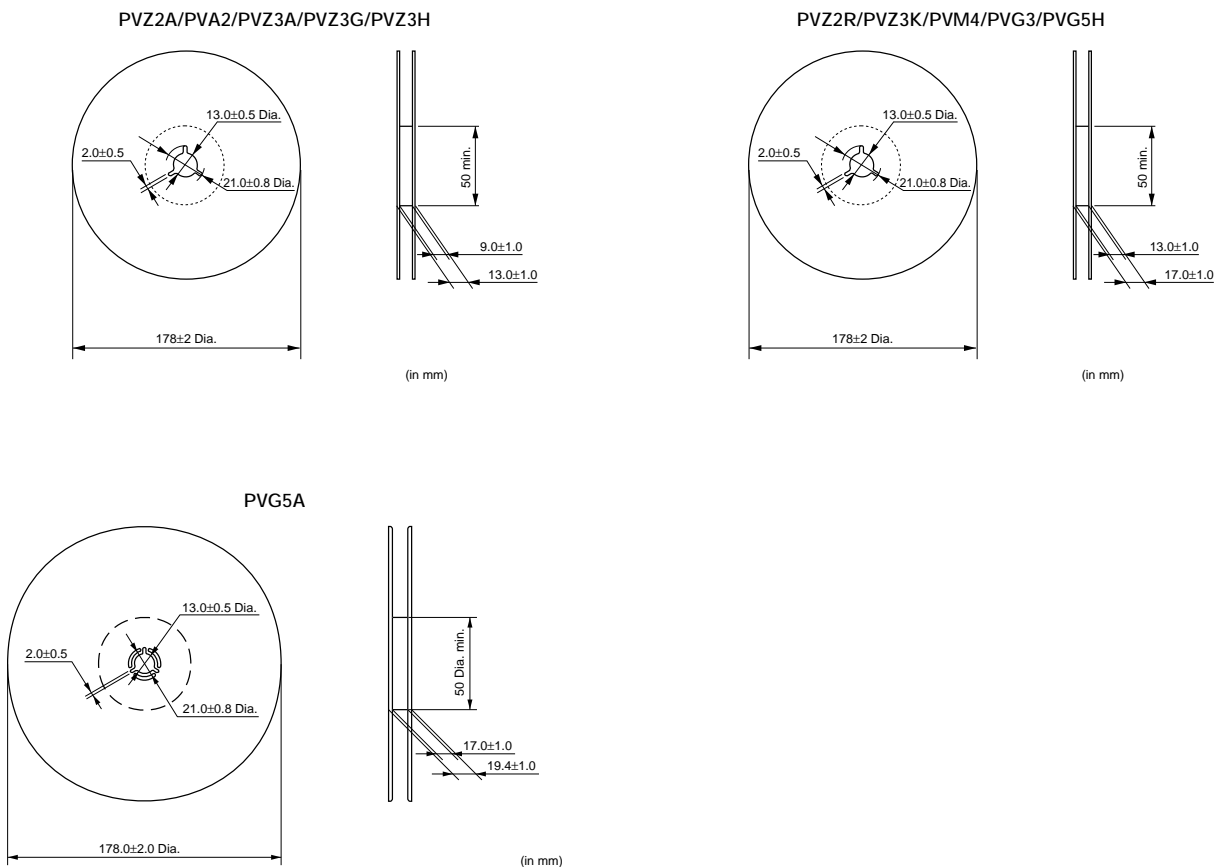 PVZ2A/PVA2/PVZ3A/PVZ3G/PVZ3H
13.0±0.5 Dia.
2.0±0.5
21.0±0.8 Dia.
50 min.
9.0±1.0
13.0±1.0
178±2 Dia.
(in mm)
PVZ2R/PVZ3K/PVM4/PVG3/PVG5H
13.0±0.5 Dia.
2.0±0.5
21.0±0.8 Dia.
50 min.
13.0±1.0
17.0±1.0
178±2 Dia.
(in mm)
PVG5A
13.0±0.5 Dia.
2.0±0.5
21.0±0.8 Dia.
50 Dia. min.
17.0±1.0
19.4±1.0
178.0±2.0 Dia.
(in mm)